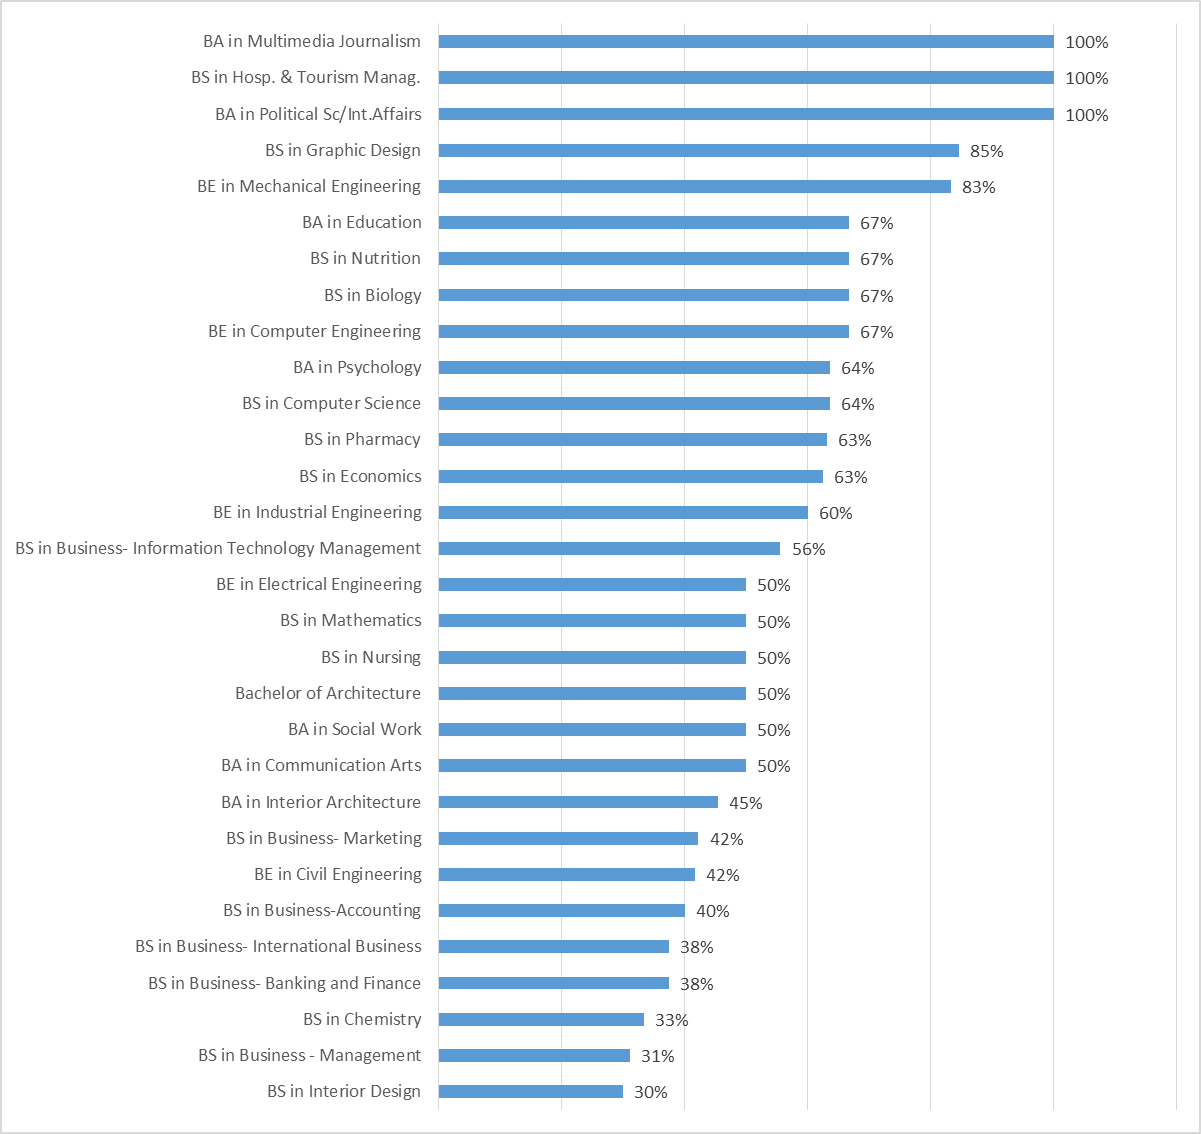 BA in Multimedia Journalism 100%
BS in Hosp. & Tourism Manag. 100%
BA in Political Sc/Int.Affairs 100%
BS in Graphic Design 85%
BE in Mechanical Engineering 83%
BA in Education 67%
BS in Nutrition 67%
BS in Biology 67%
BE in Computer Engineering 67%
BA in Psychology 64%
BS in Computer Science 64%
BS in Pharmacy 63%
BS in Economics 63%
BE in Industrial Engineering 60%
BS in Business- Information Technology Management 56%
BE in Electrical Engineering 50%
BS in Mathematics 50%
BS in Nursing 50%
Bachelor of Architecture 50%
BA in Social Work 50%
BA in Communication Arts 50%
BA in Interior Architecture 45%
BS in Business- Marketing 42%
BE in Civil Engineering 42%
BS in Business-Accounting 40%
BS in Business- International Business 38%
BS in Business- Banking and Finance 38%
BS in Chemistry 33%
BS in Business - Management 31%
BS in Interior Design 30%